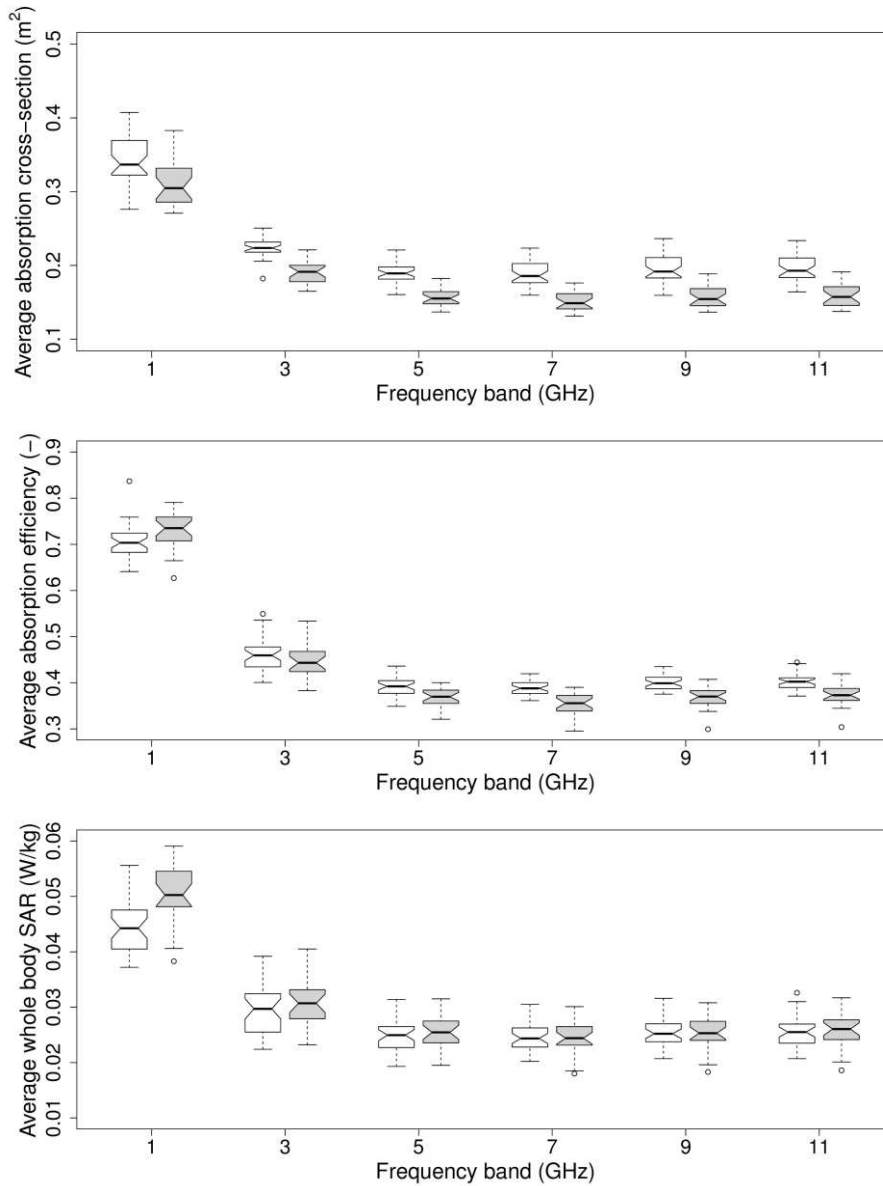 Average absorption cross−section (m²)
0.5
0.4
0.3
0.2
0.1
1 3 5 7 9 11
Frequency band (GHz)
Average absorption efficiency (−)
0.9
0.8
0.7
0.6
0.5
0.4
0.3
1 3 5 7 9 11
Frequency band (GHz)
Average whole body SAR (W/kg)
0.06
0.05
0.04
0.03
0.02
0.01
1 3 5 7 9 11
Frequency band (GHz)